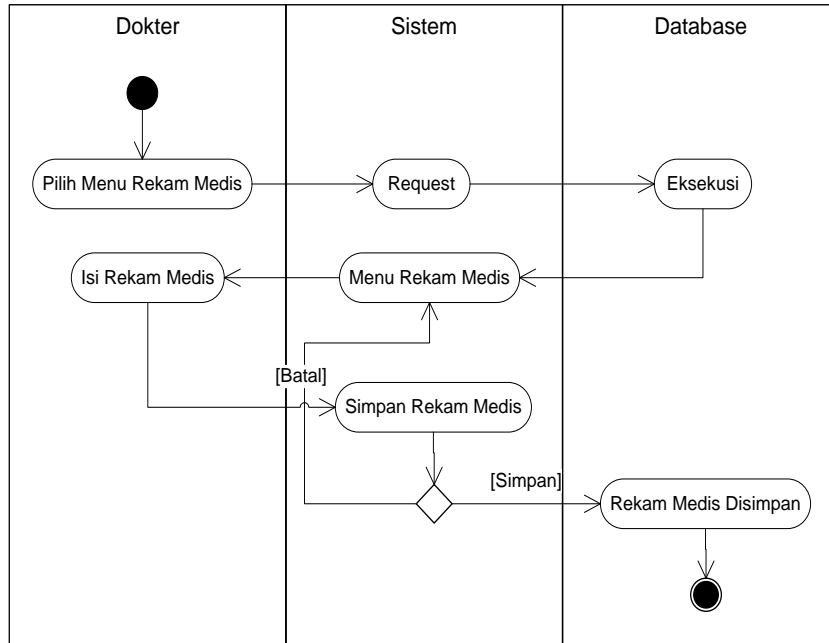 Dokter
Sistem
Database
Pilih Menu Rekam Medis
Request
Eksekusi
Isi Rekam Medis
Menu Rekam Medis
[Batal]
Simpan Rekam Medis
[Simpan]
Rekam Medis Disimpan